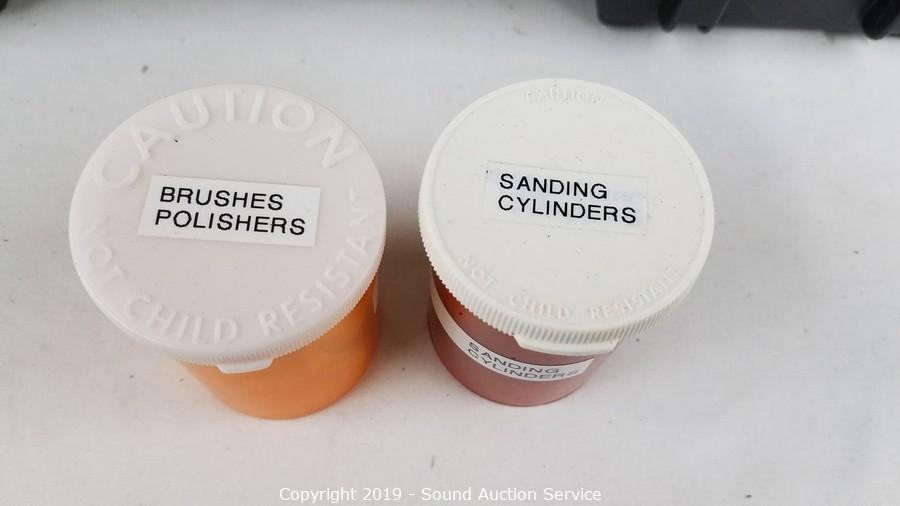 CAUTION
BRUSHES
POLISHERS
NOT CHILD RESISTANT
CAUTION
SANDING
CYLINDERS
NOT CHILD RESISTANT
SANDING
CYLINDERS
Copyright 2019 - Sound Auction Service